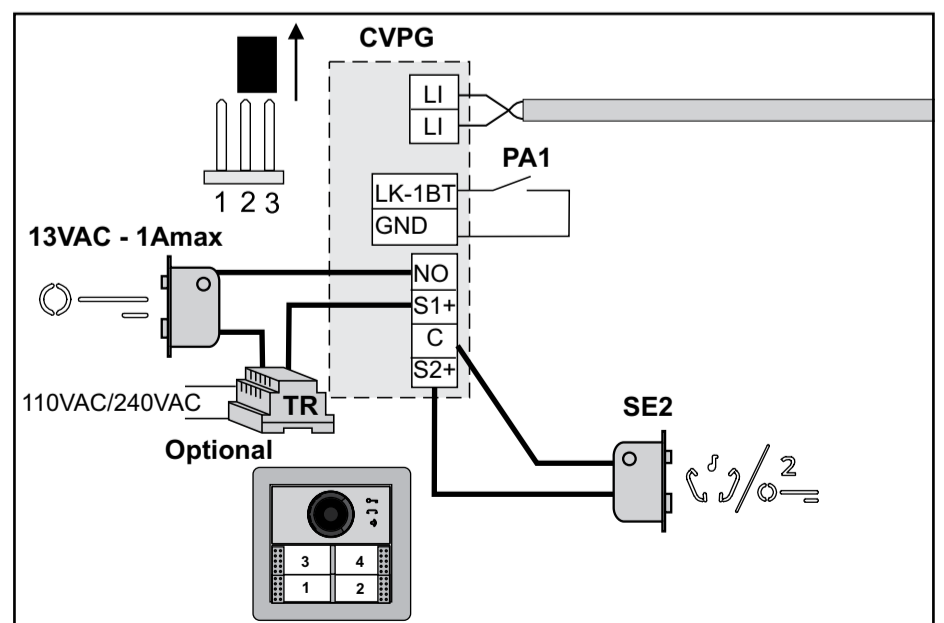 CVPG
LI
LI
PA1
LK-1BT
GND
1 2 3
13VAC - 1Amax
NO
S1+
C
S2+
110VAC/240VAC
TR
Optional
SE2
2
3 4
1 2